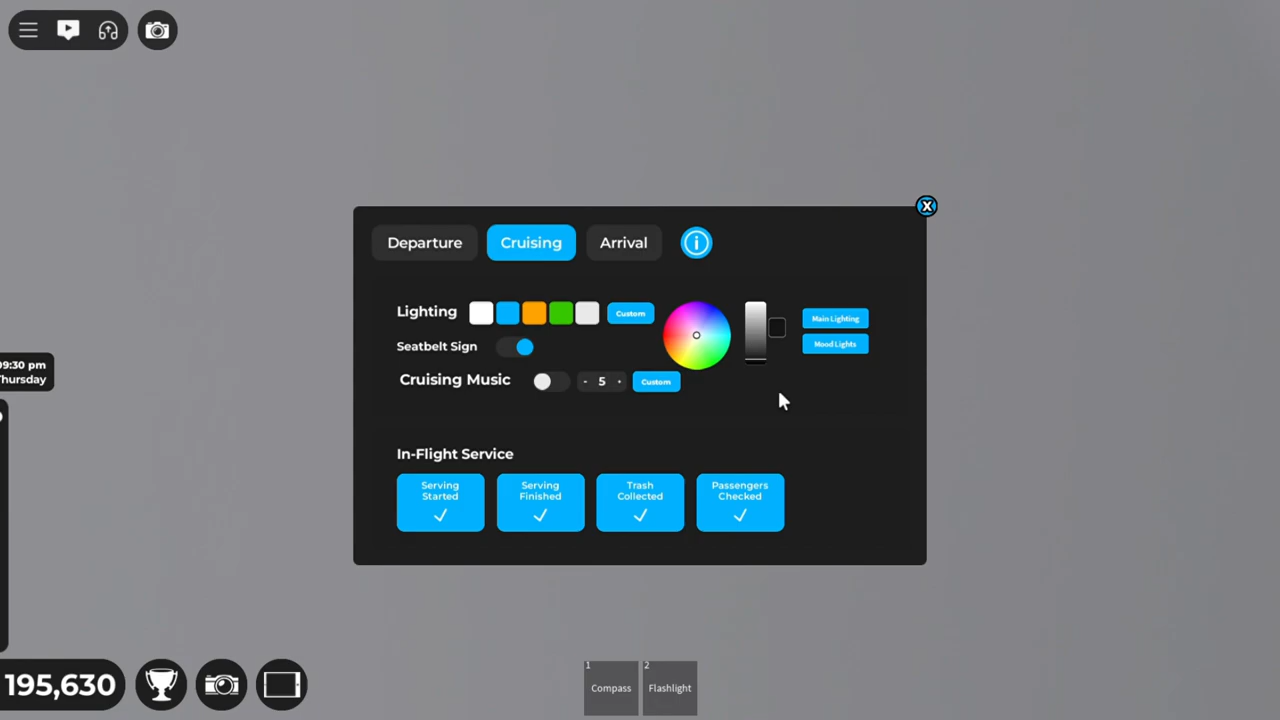 X
Departure
Cruising
Arrival
i
Lighting
Custom
Main Lighting
Seatbelt Sign
Mood Lights
Cruising Music
- 5
Custom
09:30 pm
Thursday
In-Flight Service
Serving
Started
Serving
Finished
Trash
Collected
Passengers
Checked
195,630
1
Compass
2
Flashlight